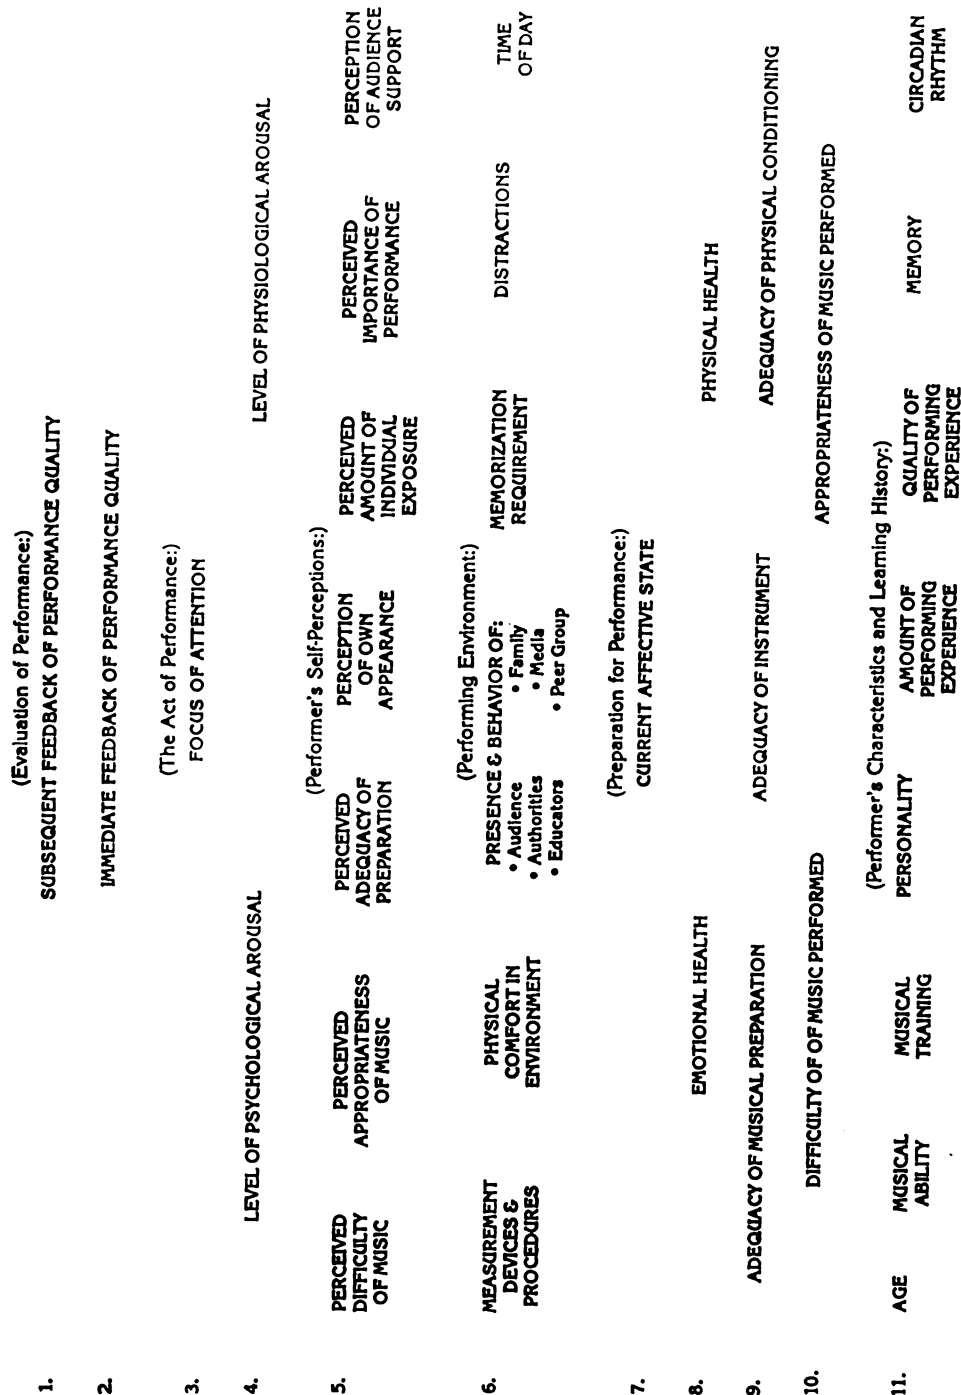 (Evaluation of Performance:)
1. SUBSEQUENT FEEDBACK OF PERFORMANCE QUALITY
2. IMMEDIATE FEEDBACK OF PERFORMANCE QUALITY
(The Act of Performance:)
3. FOCUS OF ATTENTION
4. LEVEL OF PSYCHOLOGICAL AROUSAL LEVEL OF PHYSIOLOGICAL AROUSAL
(Performer's Self-Perceptions:)
5.
PERCEIVED
DIFFICULTY
OF MUSIC
PERCEIVED
APPROPRIATENESS
OF MUSIC
PERCEIVED
ADEQUACY OF
PREPARATION
PERCEPTION
OF OWN
APPEARANCE
PERCEIVED
AMOUNT OF
INDIVIDUAL
EXPOSURE
PERCEIVED
IMPORTANCE OF
PERFORMANCE
PERCEPTION
OF AUDIENCE
SUPPORT
(Performing Environment:)
6.
MEASUREMENT
DEVICES &
PROCEDURES
PHYSICAL
COMFORT IN
ENVIRONMENT
PRESENCE & BEHAVIOR OF:
• Audience • Family
• Authorities • Media
• Educators • Peer Group
MEMORIZATION
REQUIREMENT
DISTRACTIONS
TIME
OF DAY
(Preparation for Performance:)
7. CURRENT AFFECTIVE STATE
8. EMOTIONAL HEALTH PHYSICAL HEALTH
9. ADEQUACY OF MUSICAL PREPARATION ADEQUACY OF INSTRUMENT ADEQUACY OF PHYSICAL CONDITIONING
10. DIFFICULTY OF OF MUSIC PERFORMED APPROPRIATENESS OF MUSIC PERFORMED
(Performer's Characteristics and Learning History:)
11.
AGE
MUSICAL
ABILITY
MUSICAL
TRAINING
PERSONALITY
AMOUNT OF
PERFORMING
EXPERIENCE
QUALITY OF
PERFORMING
EXPERIENCE
MEMORY
CIRCADIAN
RHYTHM